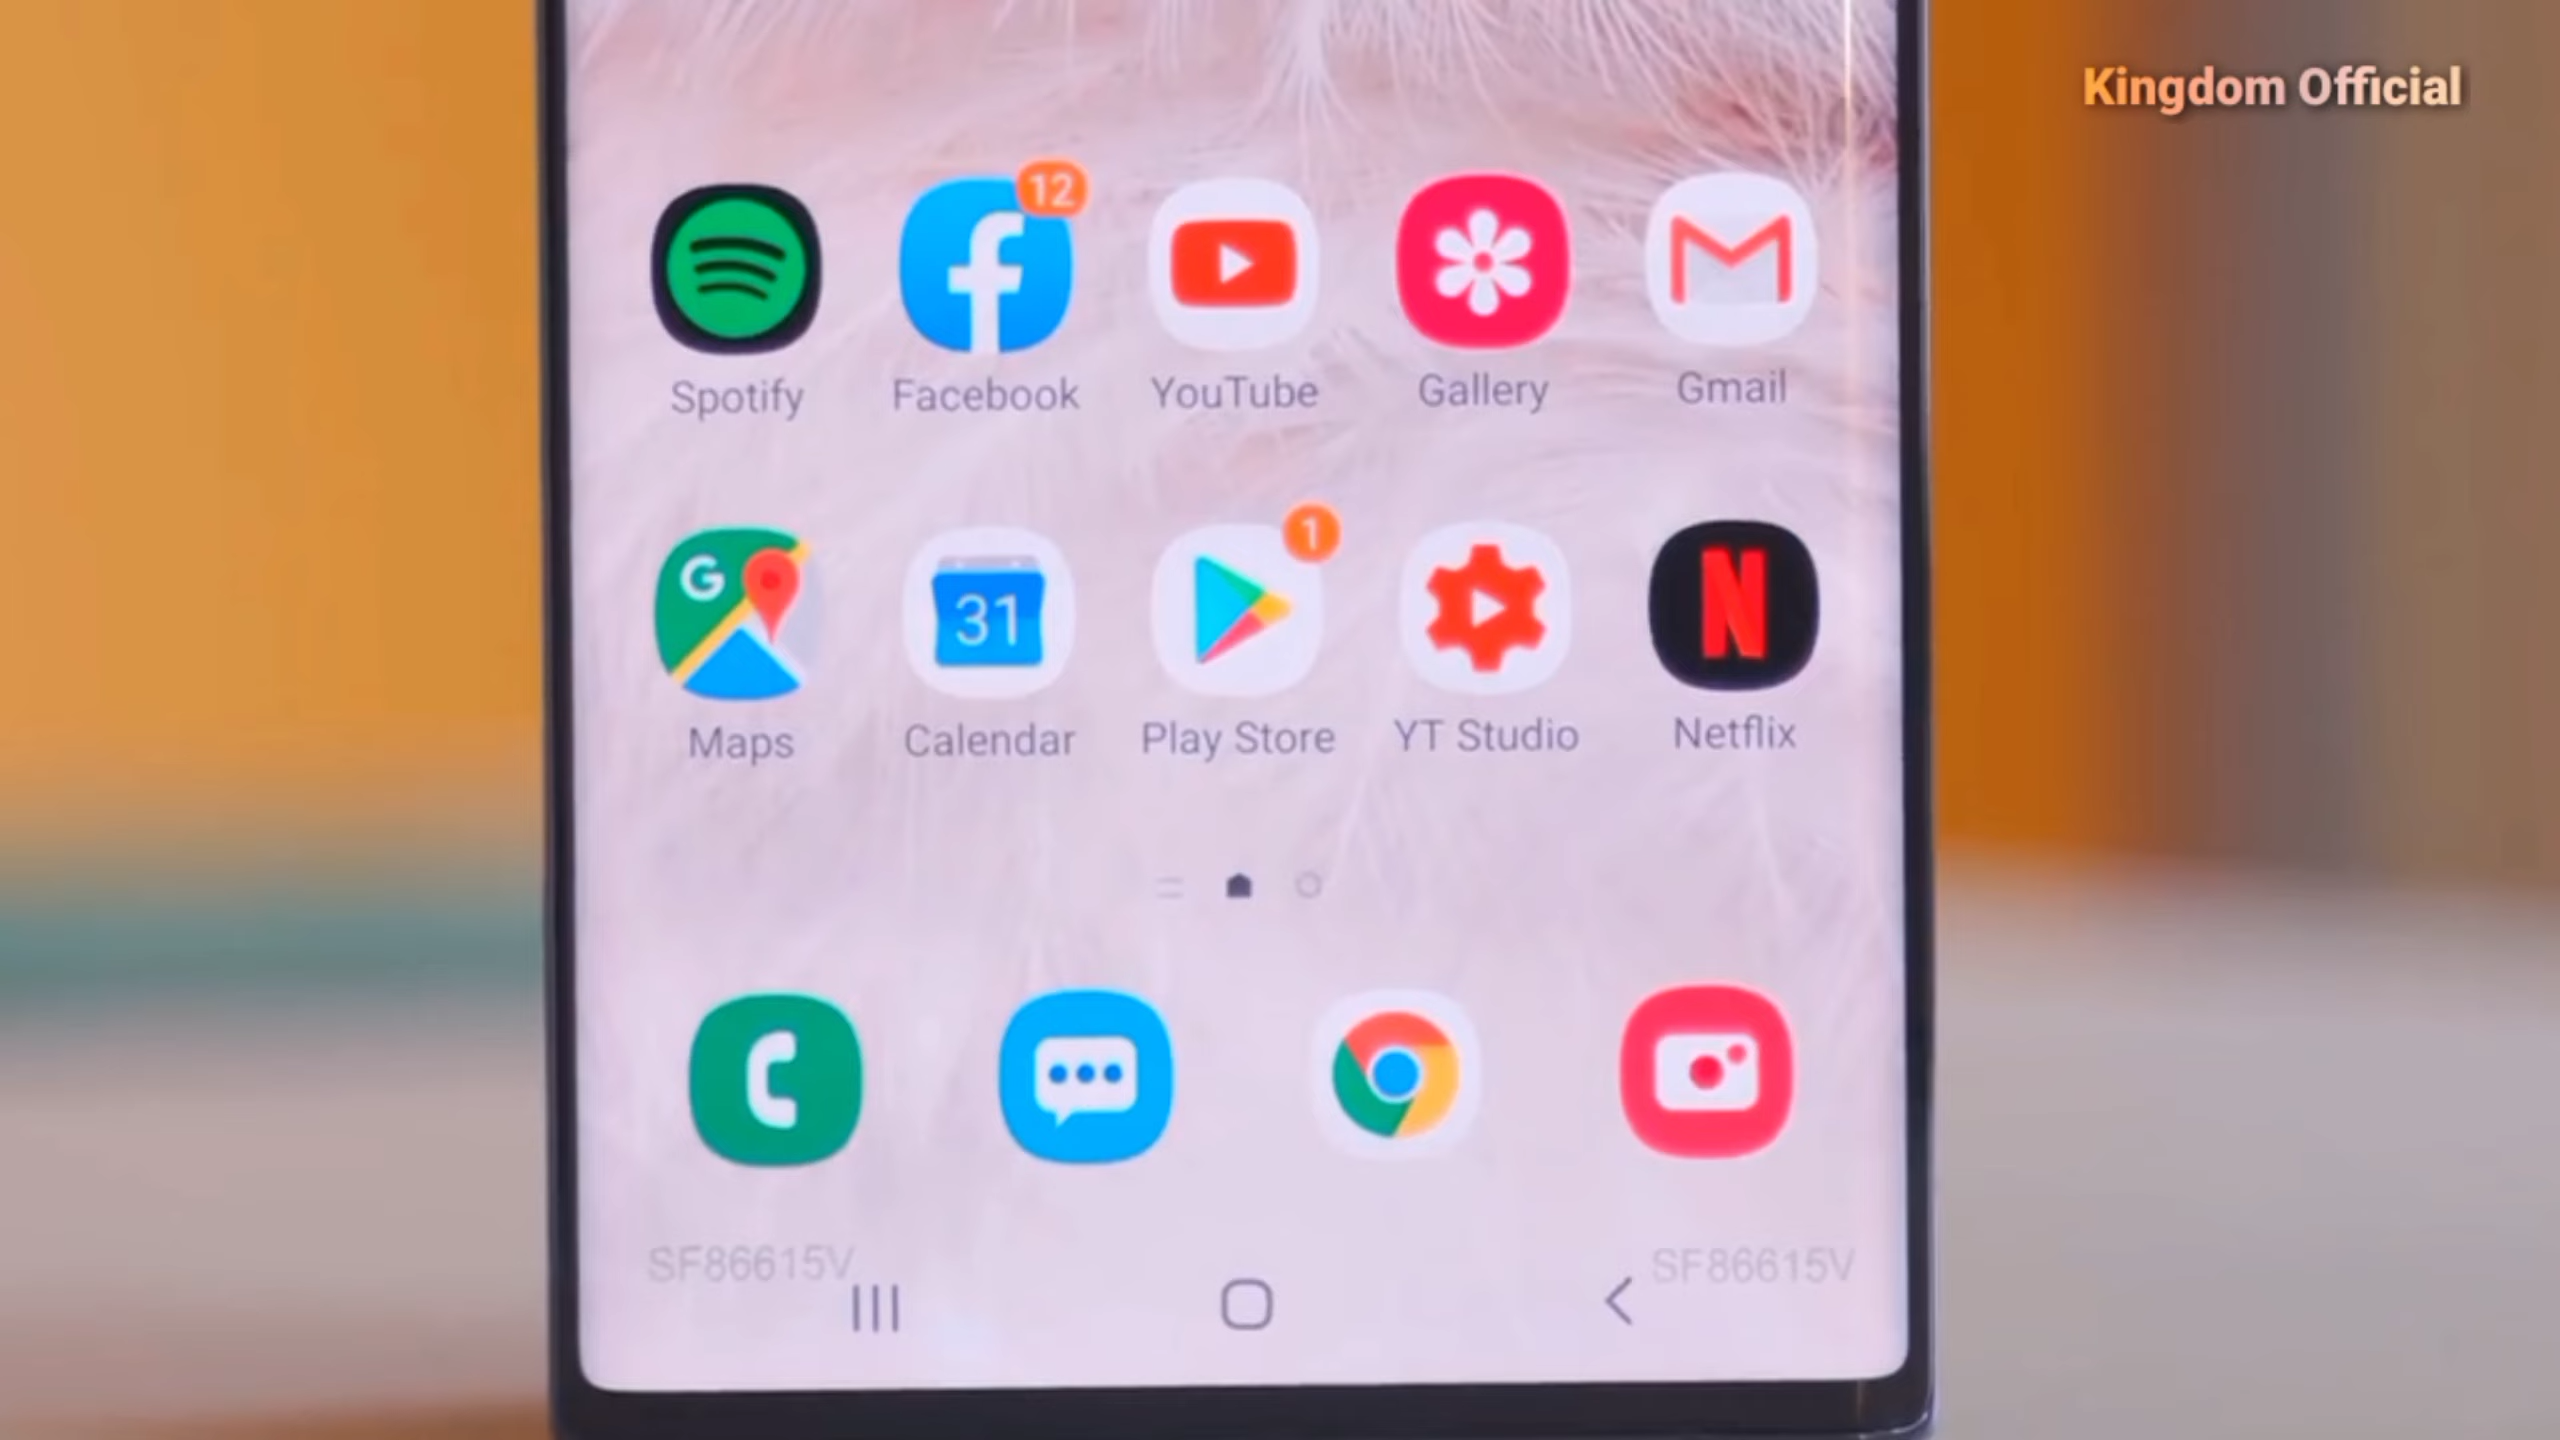 Kingdom Official
12
Spotify
Facebook
YouTube
Gallery
Gmail
G
1
31
N
Maps
Calendar
Play Store
YT Studio
Netflix
SF86615V
SF86615V